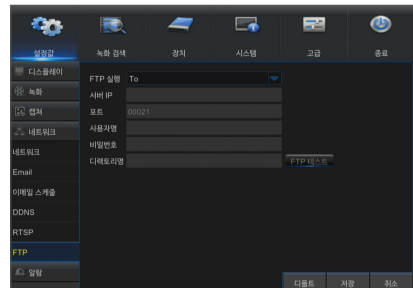 설정값 녹화 검색 장치 시스템 고급 종료
디스플레이
녹화
캡쳐
네트워크
네트워크
Email
이메일 스케줄
DDNS
RTSP
FTP
알람
FTP 실행 To
서버 IP
포트 00021
사용자명
비밀번호
디렉토리명 FTP 테스트
디폴트 저장 취소